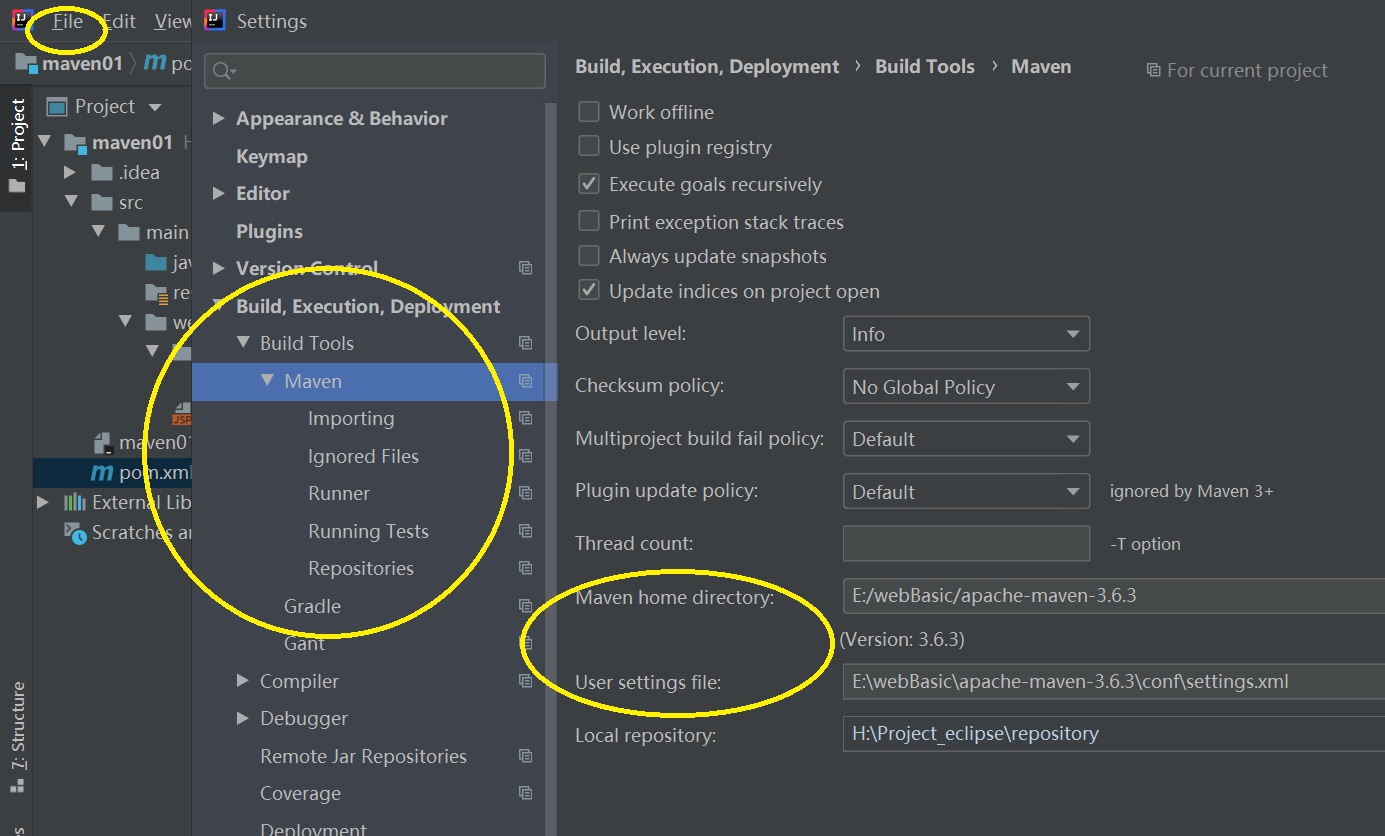 File Edit View
Settings
maven01
Project
maven01
.idea
src
main
maven01
pom.xml
External
Scratches
1: Project
7: Structure
Appearance & Behavior
Keymap
Editor
Plugins
Version Control
Build, Execution, Deployment
Build Tools
Maven
Importing
Ignored Files
Runner
Running Tests
Repositories
Gradle
Gant
Compiler
Debugger
Remote Jar Repositories
Coverage
Deployment
Build, Execution, Deployment › Build Tools › Maven
For current project
Work offline
Use plugin registry
Execute goals recursively
Print exception stack traces
Always update snapshots
Update indices on project open
Output level: Info
Checksum policy: No Global Policy
Multiproject build fail policy: Default
Plugin update policy: Default ignored by Maven 3+
Thread count: -T option
Maven home directory: E:/webBasic/apache-maven-3.6.3
(Version: 3.6.3)
User settings file: E:\webBasic\apache-maven-3.6.3\conf\settings.xml
Local repository: H:\Project_eclipse\repository